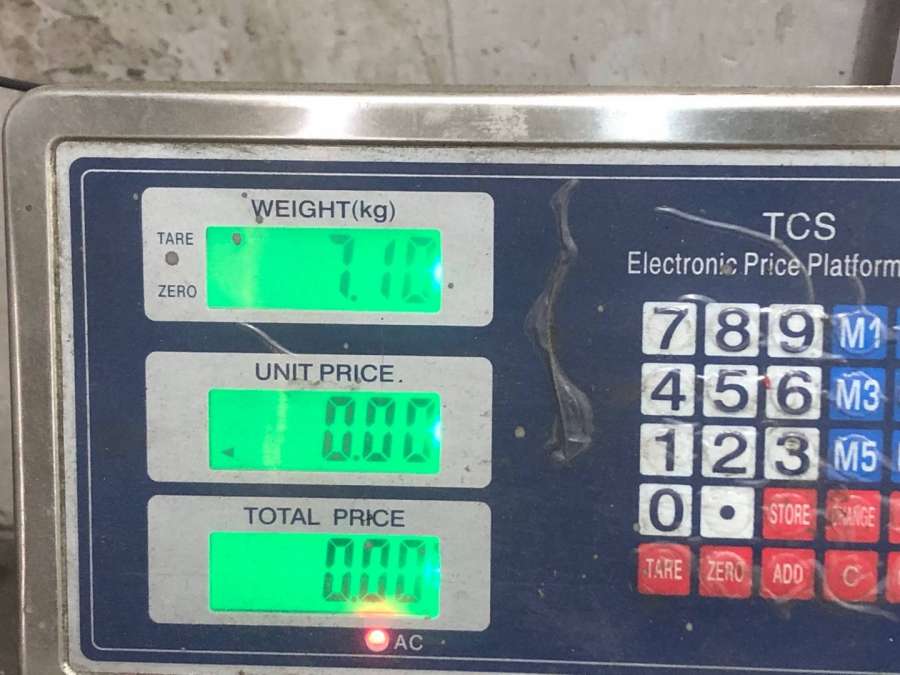 WEIGHT(kg)
TARE
7.10
ZERO
UNIT PRICE.
0.00
TOTAL PRICE
0.00
AC
TCS
Electronic Price Platform
7 8 9 M1
4 5 6 M3
1 2 3 M5
0 . STORE CHANGE
TARE ZERO ADD C